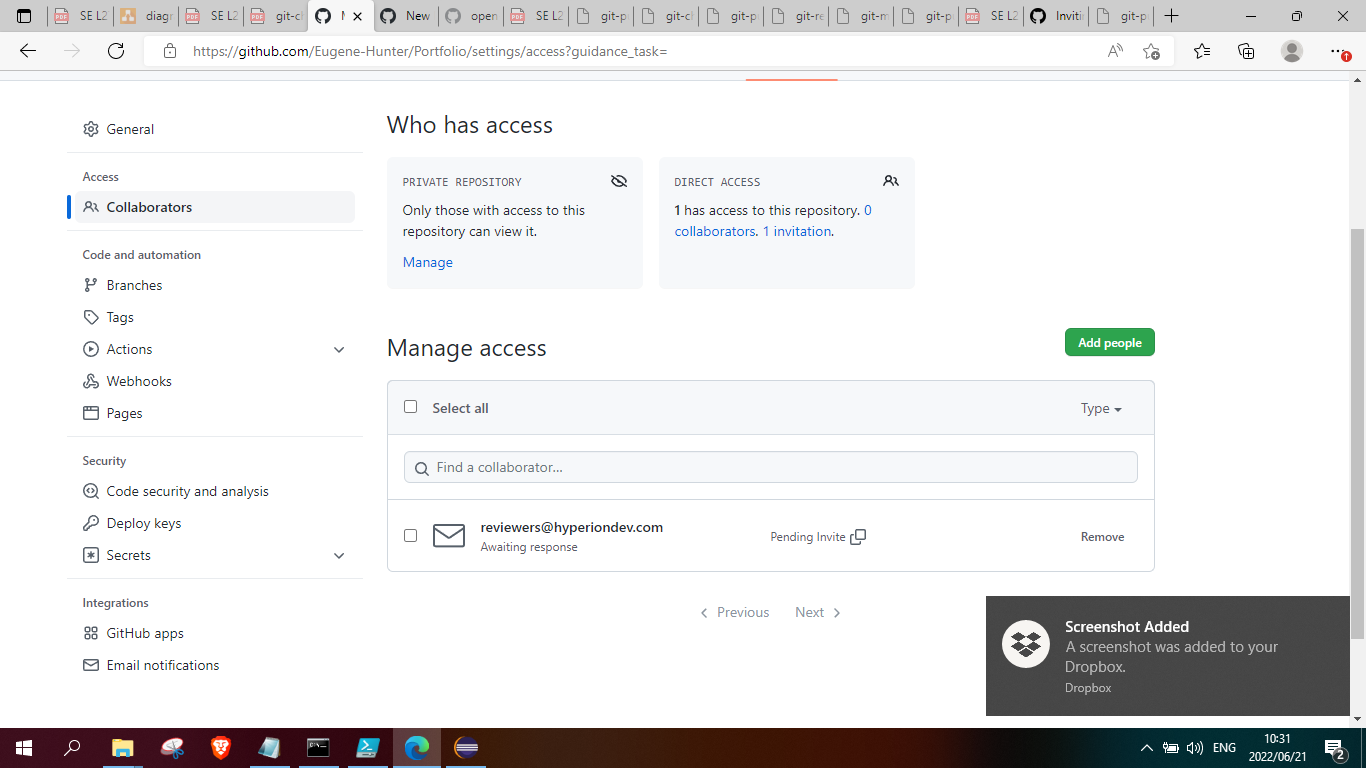 SE L2
diagr
SE L2
git-ch
New
open
SE L2
git-p
git-cl
git-p
git-re
git-m
git-p
SE L2
Inviti
git-p
https://github.com/Eugene-Hunter/Portfolio/settings/access?guidance_task=
General
Access
Collaborators
Code and automation
Branches
Tags
Actions
Webhooks
Pages
Security
Code security and analysis
Deploy keys
Secrets
Integrations
GitHub apps
Email notifications
Who has access
PRIVATE REPOSITORY
Only those with access to this
repository can view it.
Manage
DIRECT ACCESS
1 has access to this repository. 0
collaborators. 1 invitation.
Manage access
Add people
Select all
Type
Find a collaborator...
reviewers@hyperiondev.com
Awaiting response
Pending Invite
Remove
Previous Next
Screenshot Added
A screenshot was added to your
Dropbox.
Dropbox
ENG
10:31
2022/06/21
2